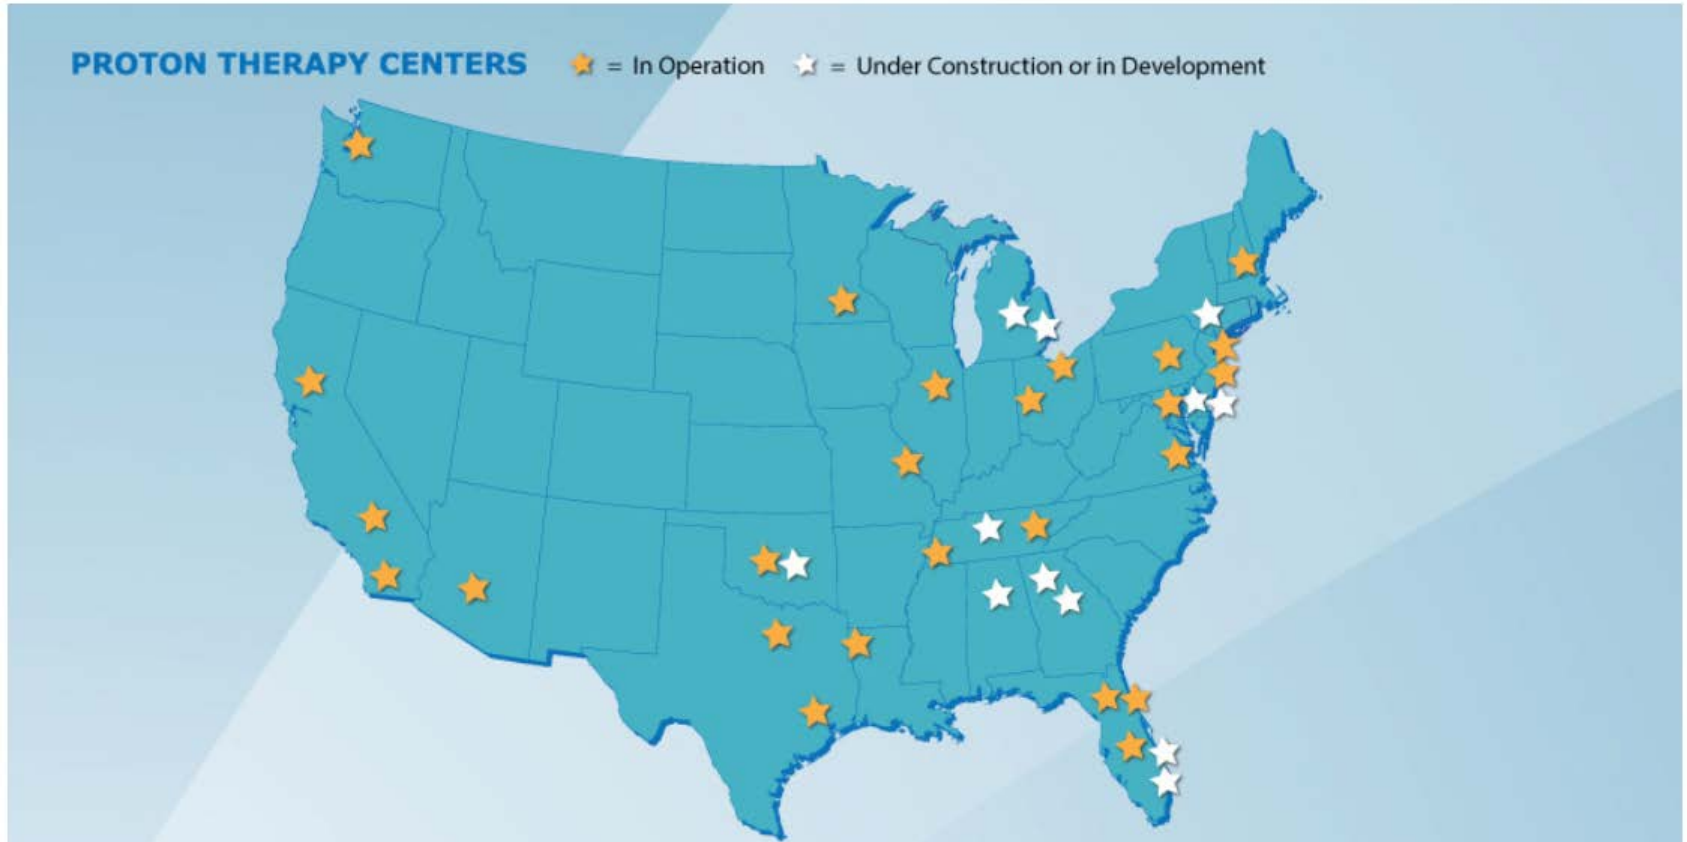 PROTON THERAPY CENTERS = In Operation = Under Construction or in Development